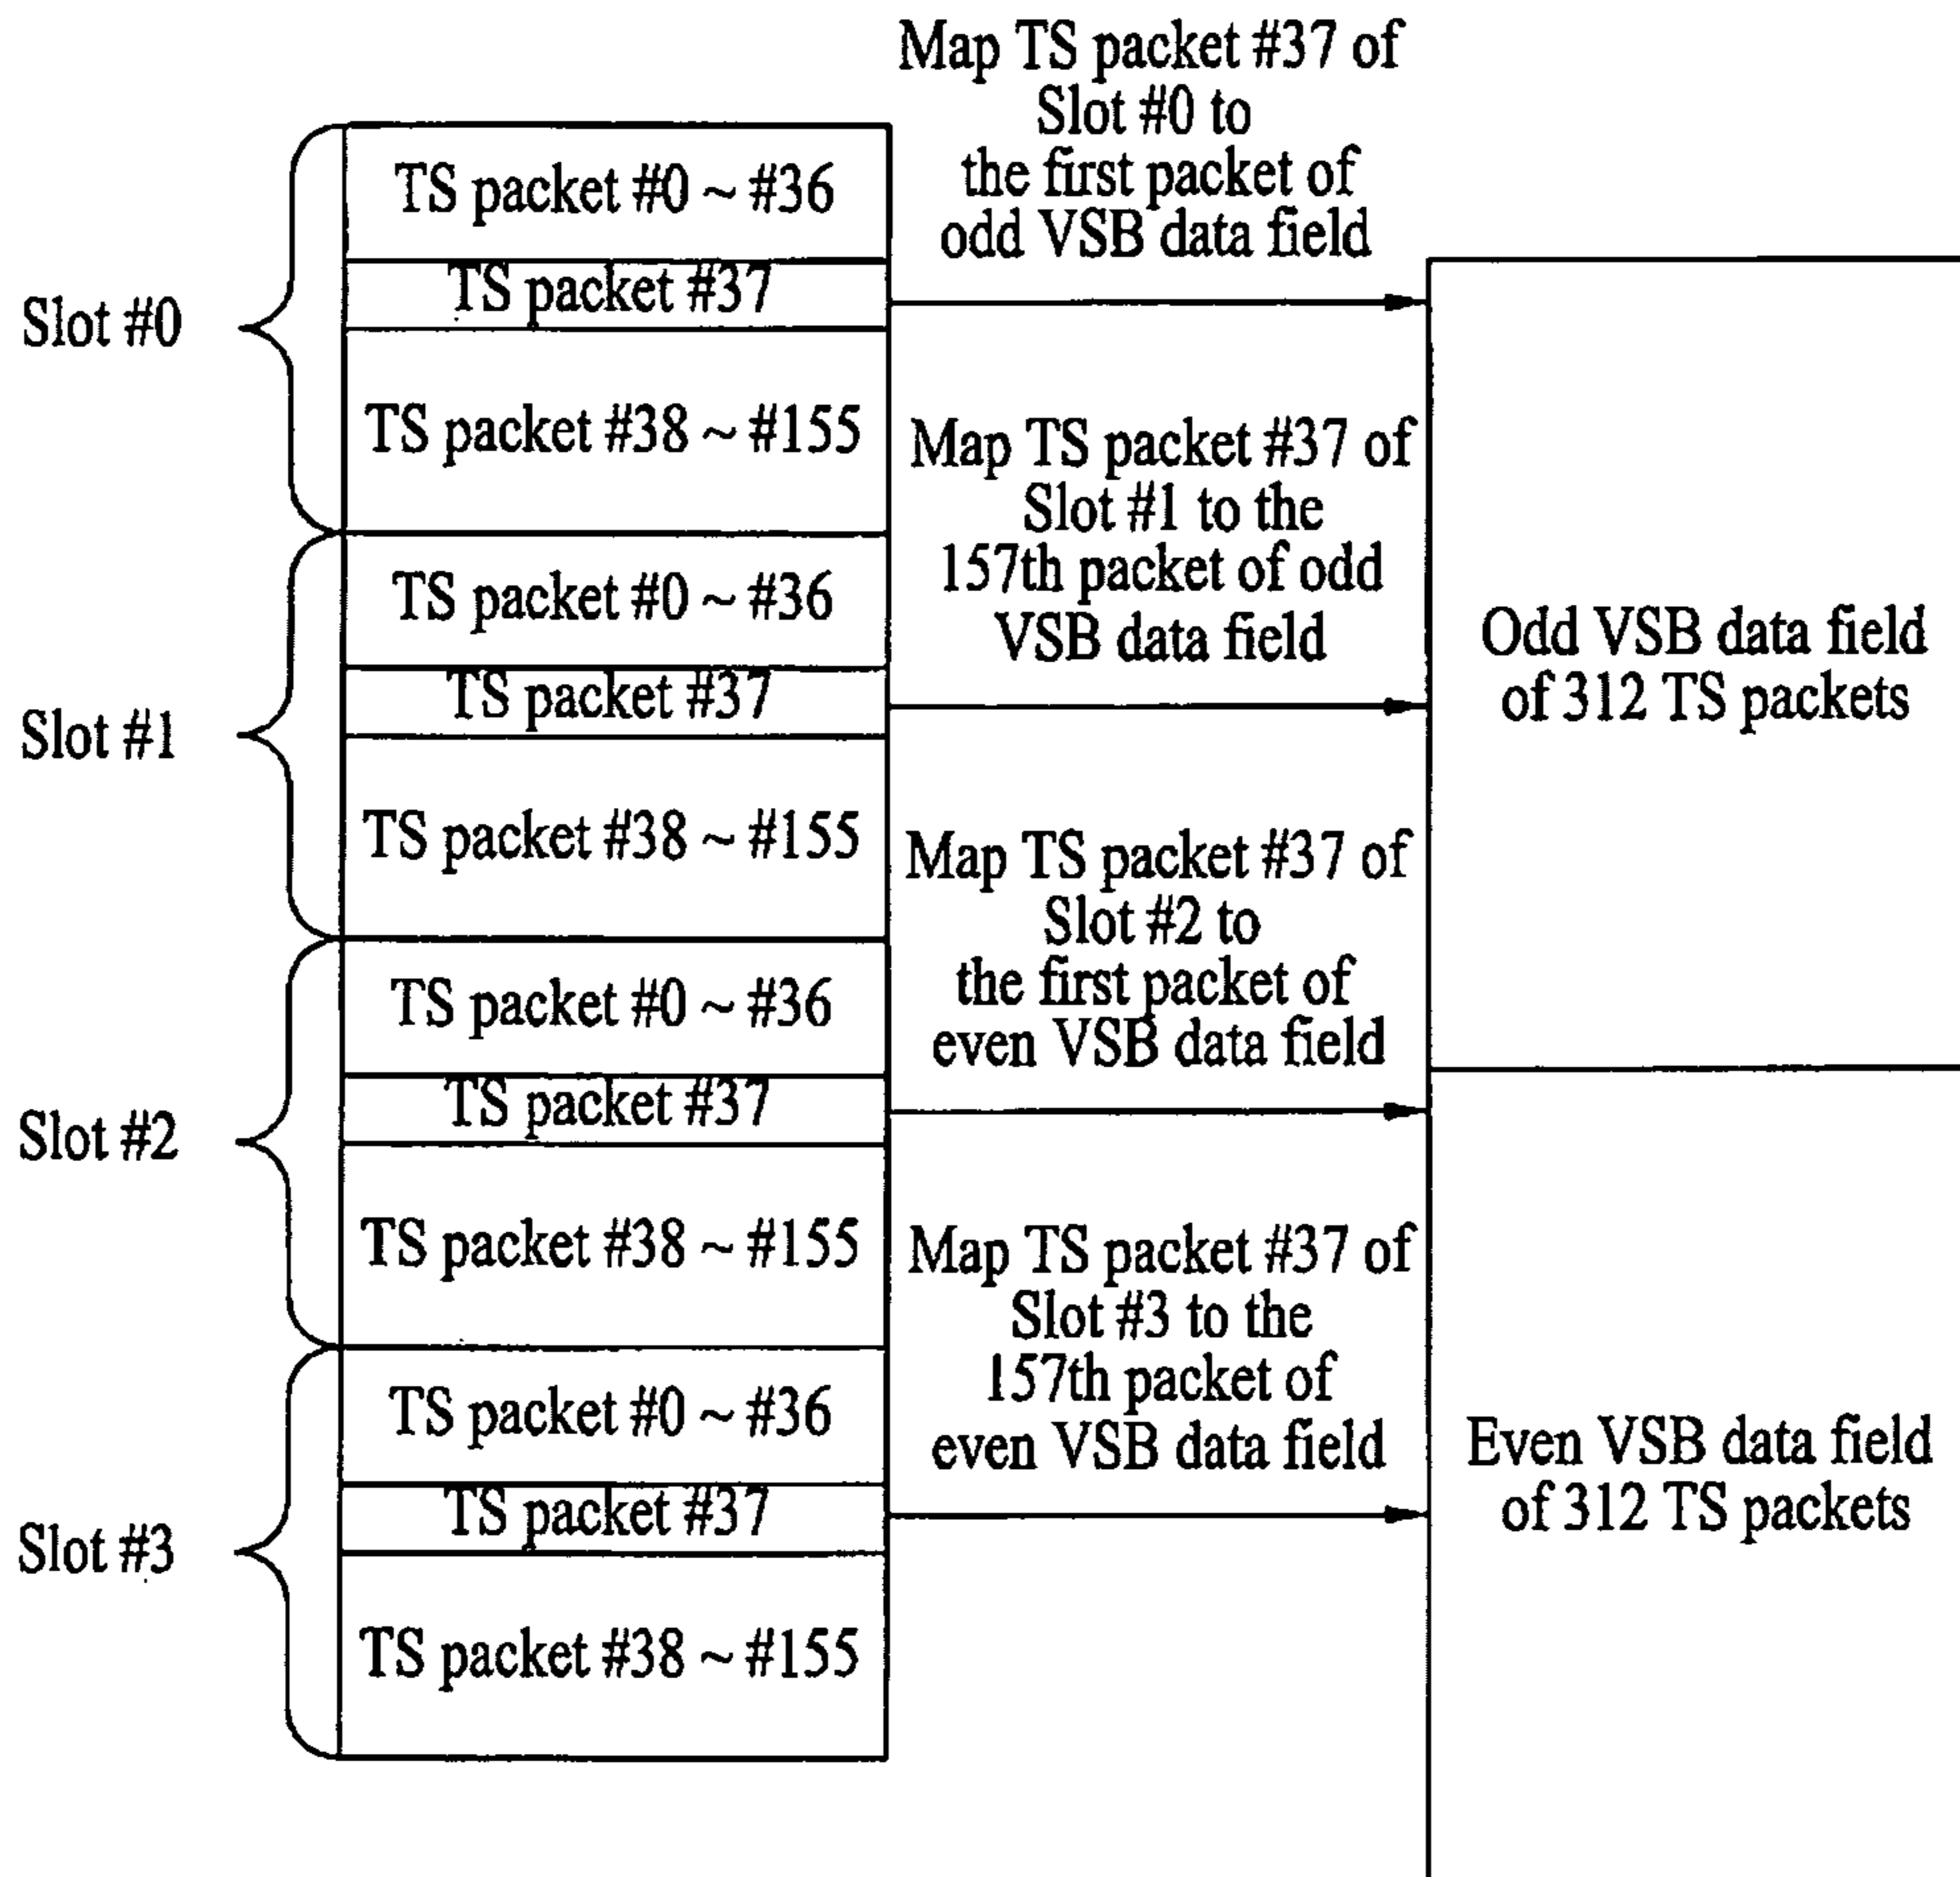 Map TS packet #37 of
Slot #0 to
the first packet of
odd VSB data field
Slot #0
TS packet #0 ~ #36
TS packet #37
TS packet #38 ~ #155
Map TS packet #37 of
Slot #1 to the
157th packet of odd
VSB data field
Slot #1
TS packet #0 ~ #36
TS packet #37
TS packet #38 ~ #155
Odd VSB data field
of 312 TS packets
Map TS packet #37 of
Slot #2 to
the first packet of
even VSB data field
Slot #2
TS packet #0 ~ #36
TS packet #37
TS packet #38 ~ #155
Map TS packet #37 of
Slot #3 to the
157th packet of
even VSB data field
Slot #3
TS packet #0 ~ #36
TS packet #37
TS packet #38 ~ #155
Even VSB data field
of 312 TS packets